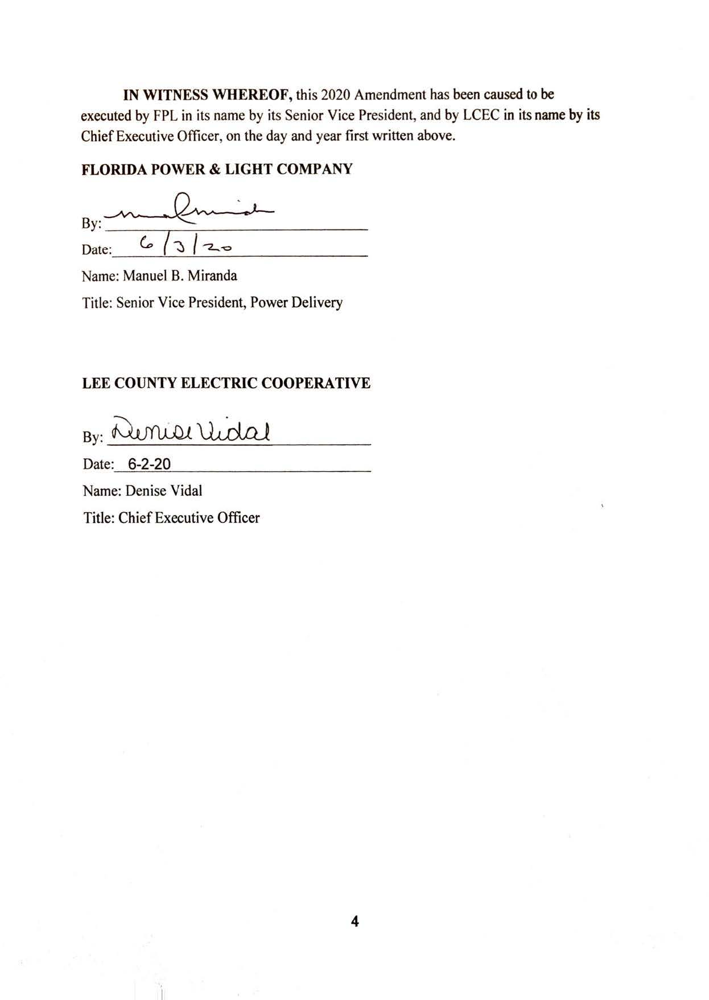 IN WITNESS WHEREOF, this 2020 Amendment has been caused to be
executed by FPL in its name by its Senior Vice President, and by LCEC in its name by its
Chief Executive Officer, on the day and year first written above.
FLORIDA POWER & LIGHT COMPANY
By:
Date: 6/3/20
Name: Manuel B. Miranda
Title: Senior Vice President, Power Delivery
LEE COUNTY ELECTRIC COOPERATIVE
By: Denise Vidal
Date: 6-2-20
Name: Denise Vidal
Title: Chief Executive Officer
4